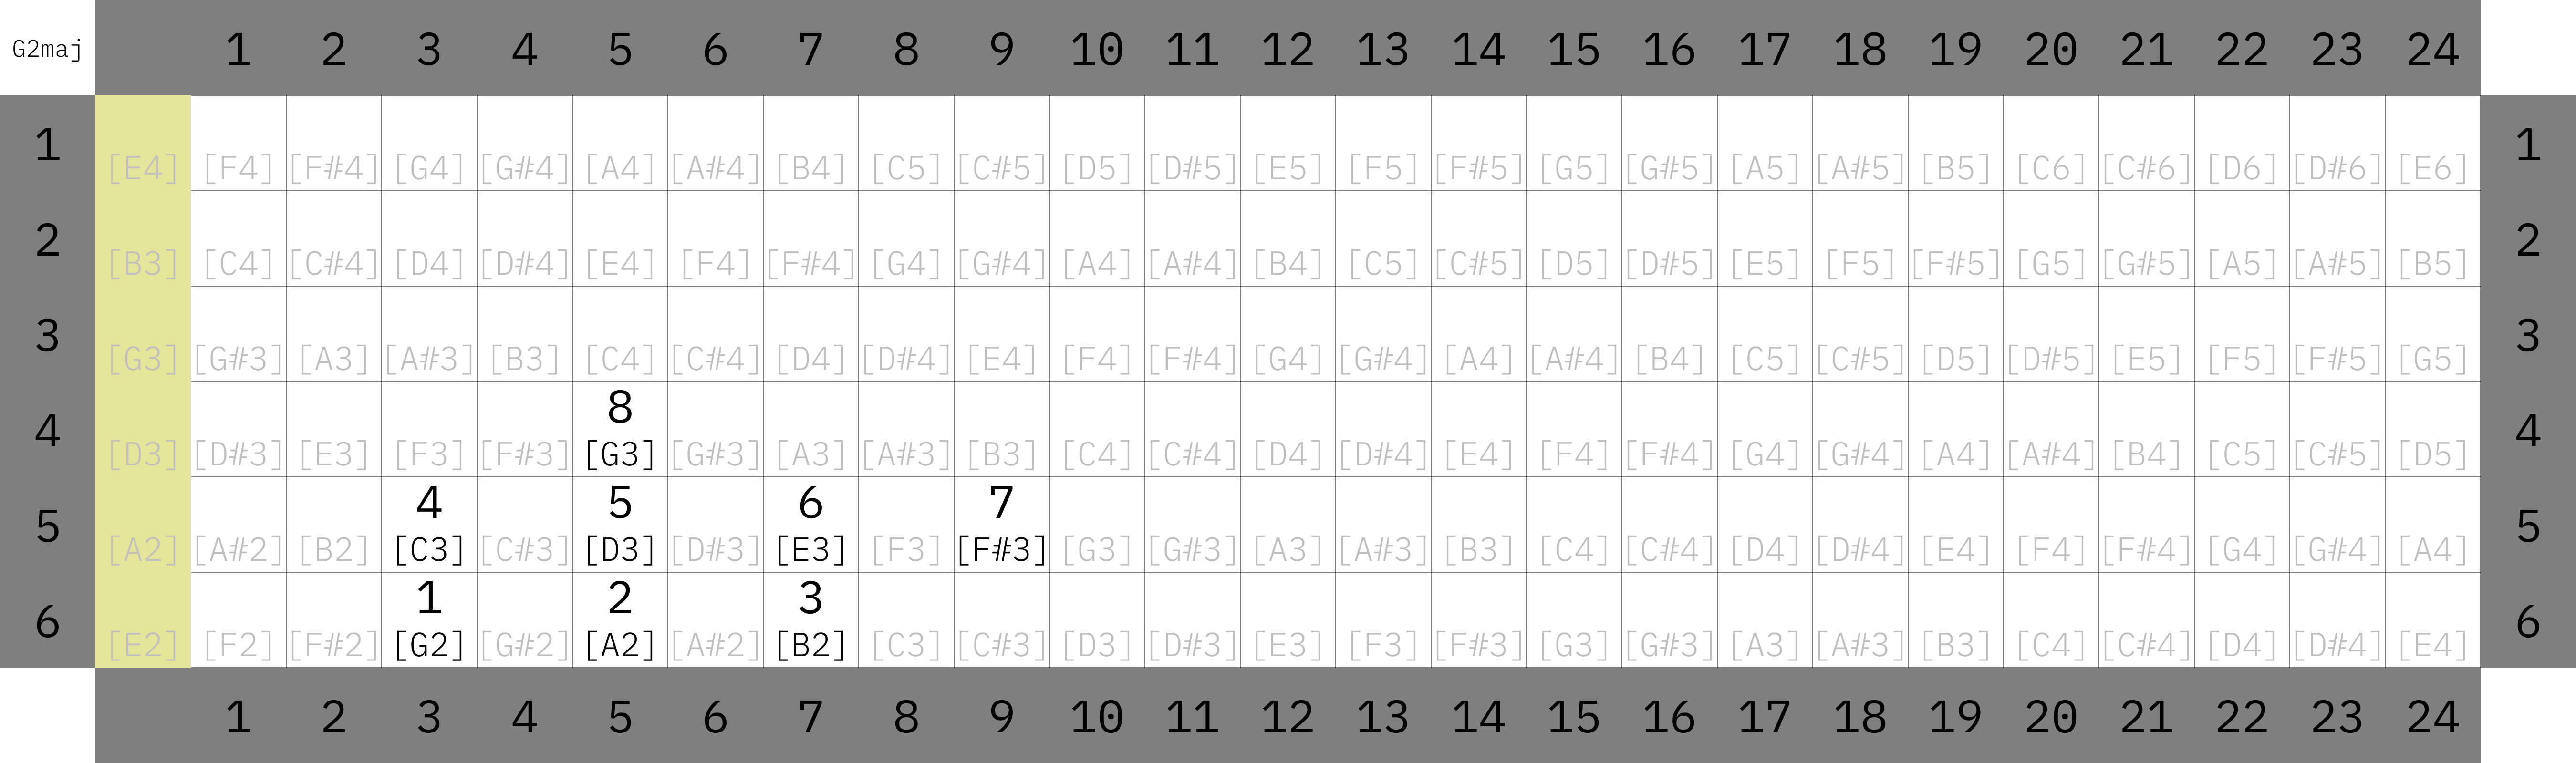 G2maj 1 2 3 4 5 6 7 8 9 10 11 12 13 14 15 16 17 18 19 20 21 22 23 24
1 [E4] [F4] [F#4] [G4] [G#4] [A4] [A#4] [B4] [C5] [C#5] [D5] [D#5] [E5] [F5] [F#5] [G5] [G#5] [A5] [A#5] [B5] [C6] [C#6] [D6] [D#6] [E6] 1
2 [B3] [C4] [C#4] [D4] [D#4] [E4] [F4] [F#4] [G4] [G#4] [A4] [A#4] [B4] [C5] [C#5] [D5] [D#5] [E5] [F5] [F#5] [G5] [G#5] [A5] [A#5] [B5] 2
3 [G3] [G#3] [A3] [A#3] [B3] [C4] [C#4] [D4] [D#4] [E4] [F4] [F#4] [G4] [G#4] [A4] [A#4] [B4] [C5] [C#5] [D5] [D#5] [E5] [F5] [F#5] [G5] 3
8
4 [D3] [D#3] [E3] [F3] [F#3] [G3] [G#3] [A3] [A#3] [B3] [C4] [C#4] [D4] [D#4] [E4] [F4] [F#4] [G4] [G#4] [A4] [A#4] [B4] [C5] [C#5] [D5] 4
4 5 6 7
5 [A2] [A#2] [B2] [C3] [C#3] [D3] [D#3] [E3] [F3] [F#3] [G3] [G#3] [A3] [A#3] [B3] [C4] [C#4] [D4] [D#4] [E4] [F4] [F#4] [G4] [G#4] [A4] 5
1 2 3
6 [E2] [F2] [F#2] [G2] [G#2] [A2] [A#2] [B2] [C3] [C#3] [D3] [D#3] [E3] [F3] [F#3] [G3] [G#3] [A3] [A#3] [B3] [C4] [C#4] [D4] [D#4] [E4] 6
1 2 3 4 5 6 7 8 9 10 11 12 13 14 15 16 17 18 19 20 21 22 23 24